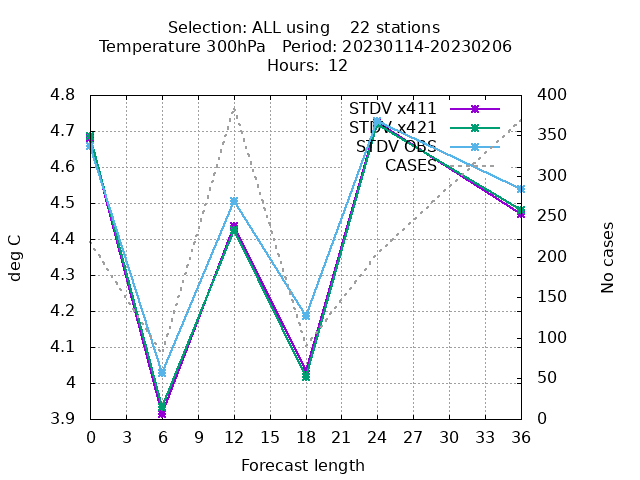 Selection: ALL using    22 stations
Temperature 300hPa   Period: 20230114-20230206
Hours: 12
STDV x411
STDV x421
STDV OBS
CASES
4.8
4.7
4.6
4.5
4.4
4.3
4.2
4.1
4
3.9
400
350
300
250
200
150
100
50
0
deg C
No cases
0 3 6 9 12 15 18 21 24 27 30 33 36
Forecast length